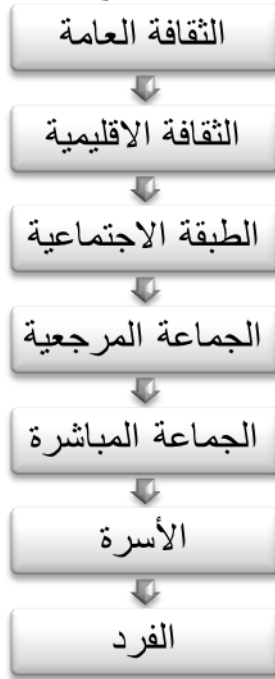 الثقافة العامة
الثقافة الاقليمية
الطبقة الاجتماعية
الجماعة المرجعية
الجماعة المباشرة
الأسرة
الفرد